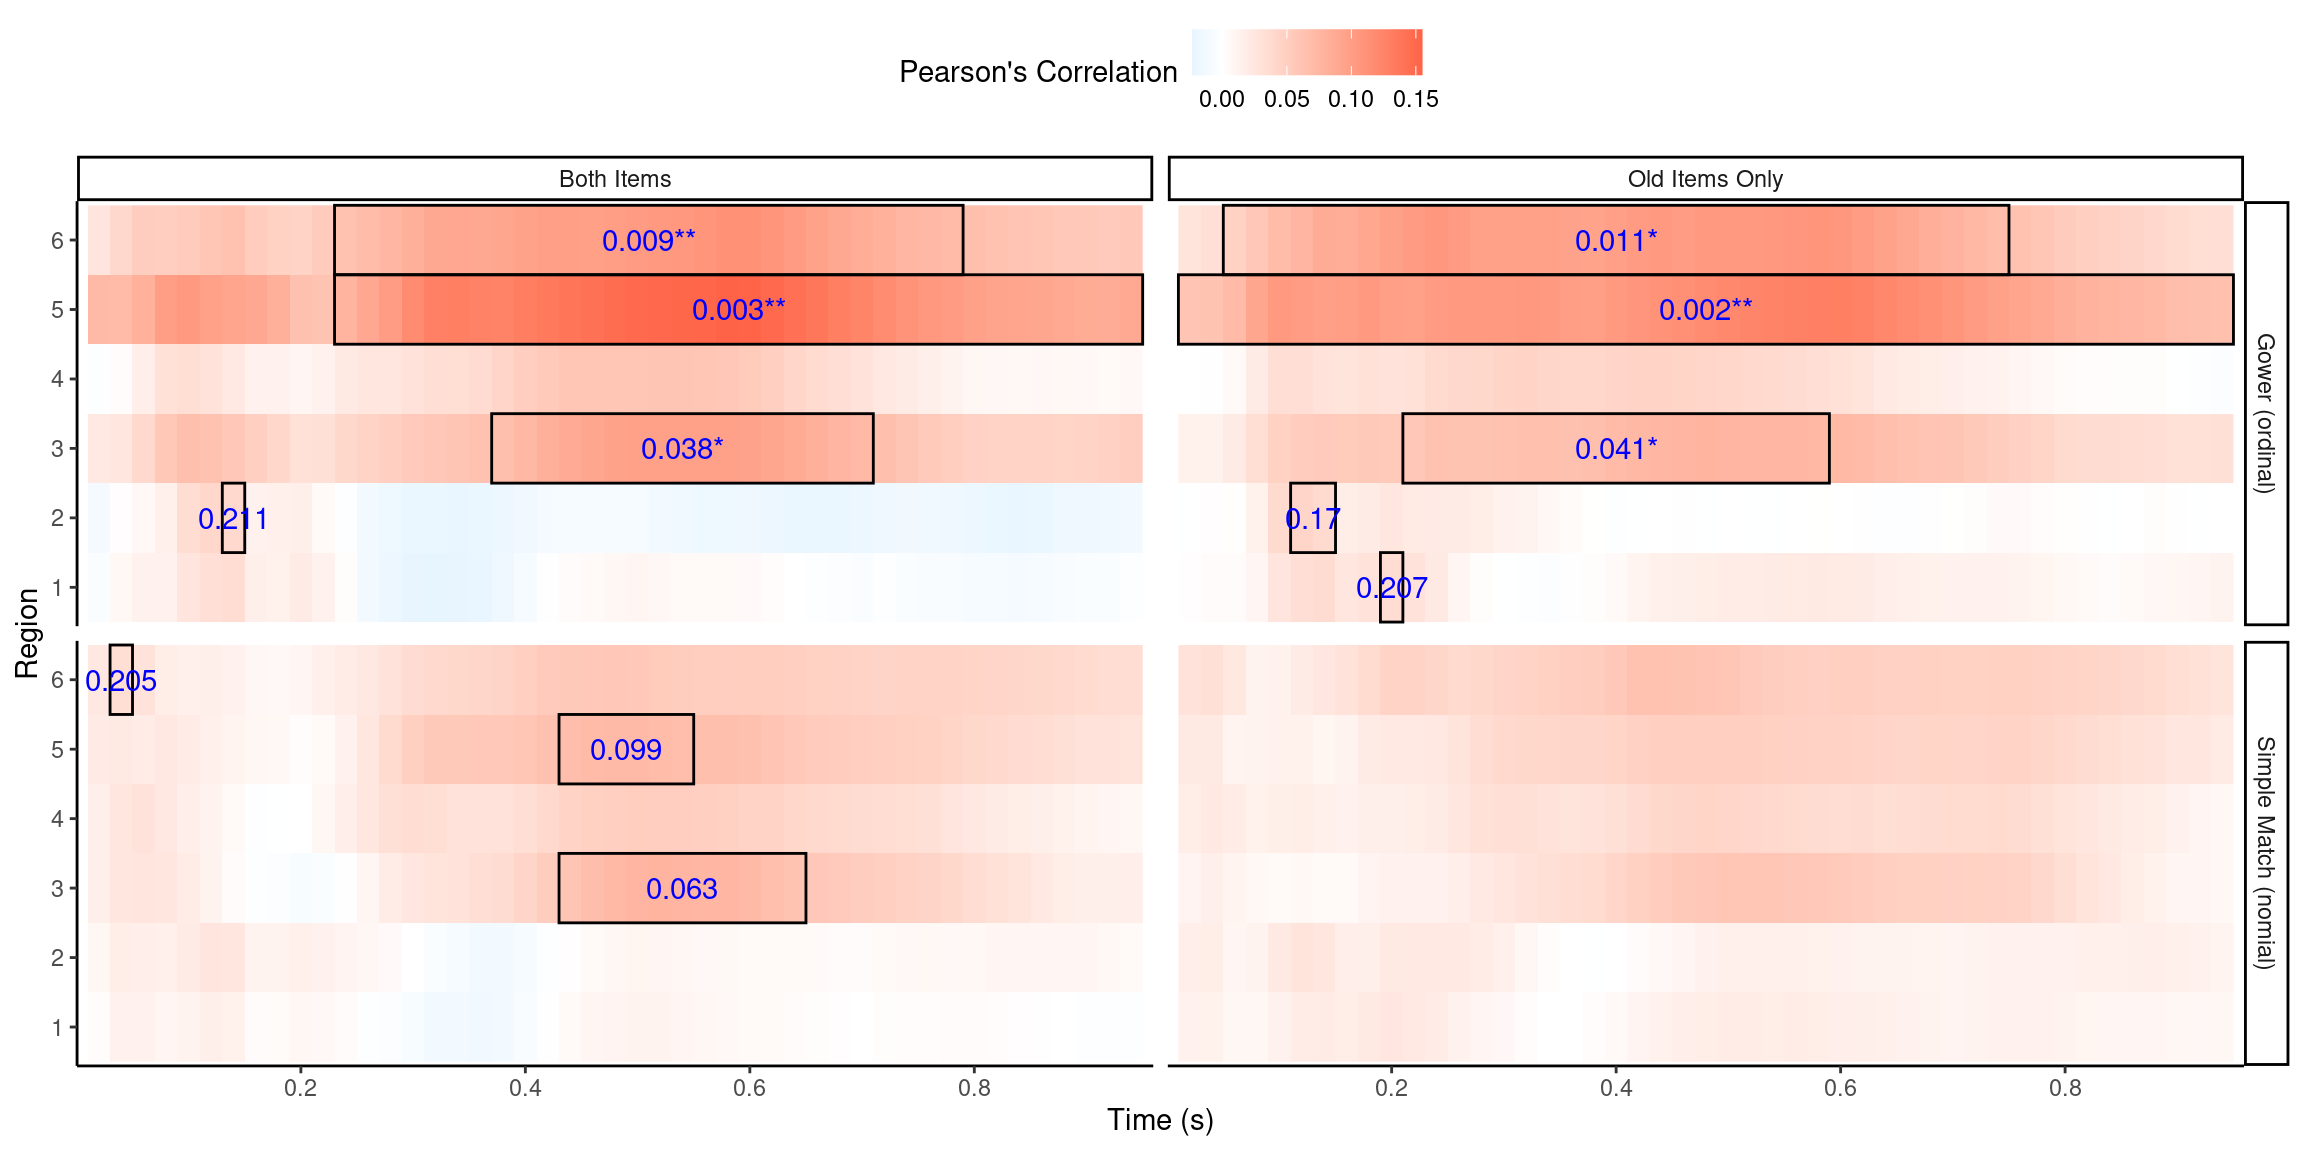 Pearson's Correlation
0.00 0.05 0.10 0.15
Both Items
Old Items Only
6
0.009**
0.011*
5
0.003**
0.002**
4
3
0.038*
0.041*
2
0.211
0.17
1
0.207
Gower (ordinal)
Region
6
0.205
5
0.099
4
3
0.063
2
1
Simple Match (nomial)
0.2 0.4 0.6 0.8
0.2 0.4 0.6 0.8
Time (s)